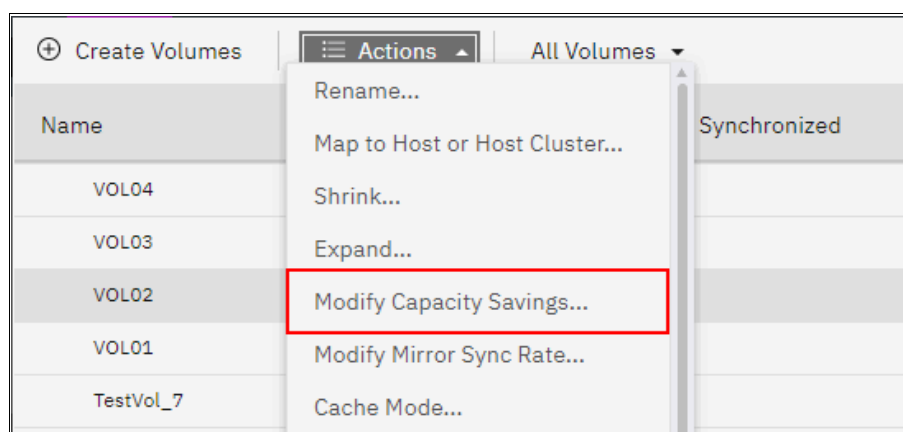 Create Volumes
Actions
All Volumes
Name
Synchronized
Rename...
Map to Host or Host Cluster...
Shrink...
Expand...
Modify Capacity Savings...
Modify Mirror Sync Rate...
Cache Mode...
VOL04
VOL03
VOL02
VOL01
TestVol_7